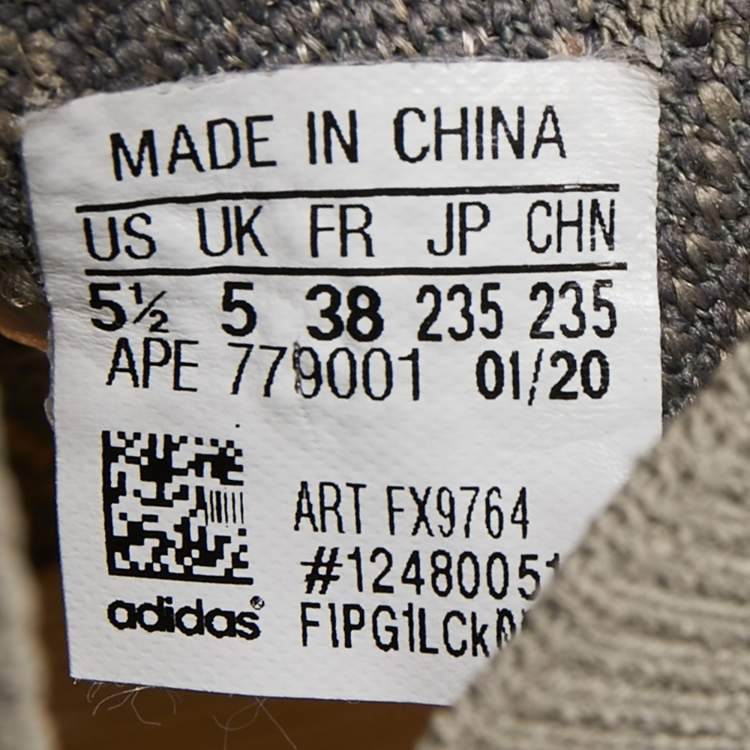 MADE IN CHINA
US UK FR JP CHN
5½ 5 38 235 235
APE 779001 01/20
ART FX9764
adidas®